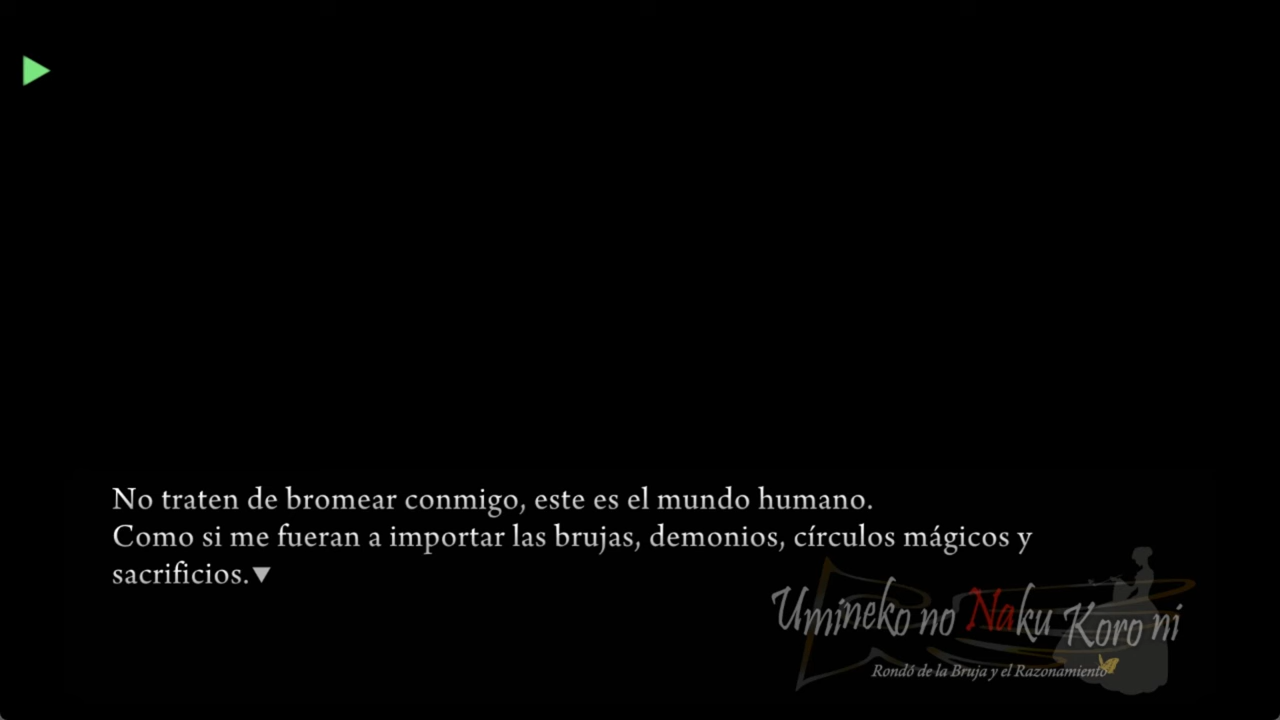 No traten de bromear conmigo, este es el mundo humano.
Como si me fueran a importar las brujas, demonios, círculos mágicos y
sacrificios.
Umineko no Naku Koro ni
Rondó de la Bruja y el Razonamiento